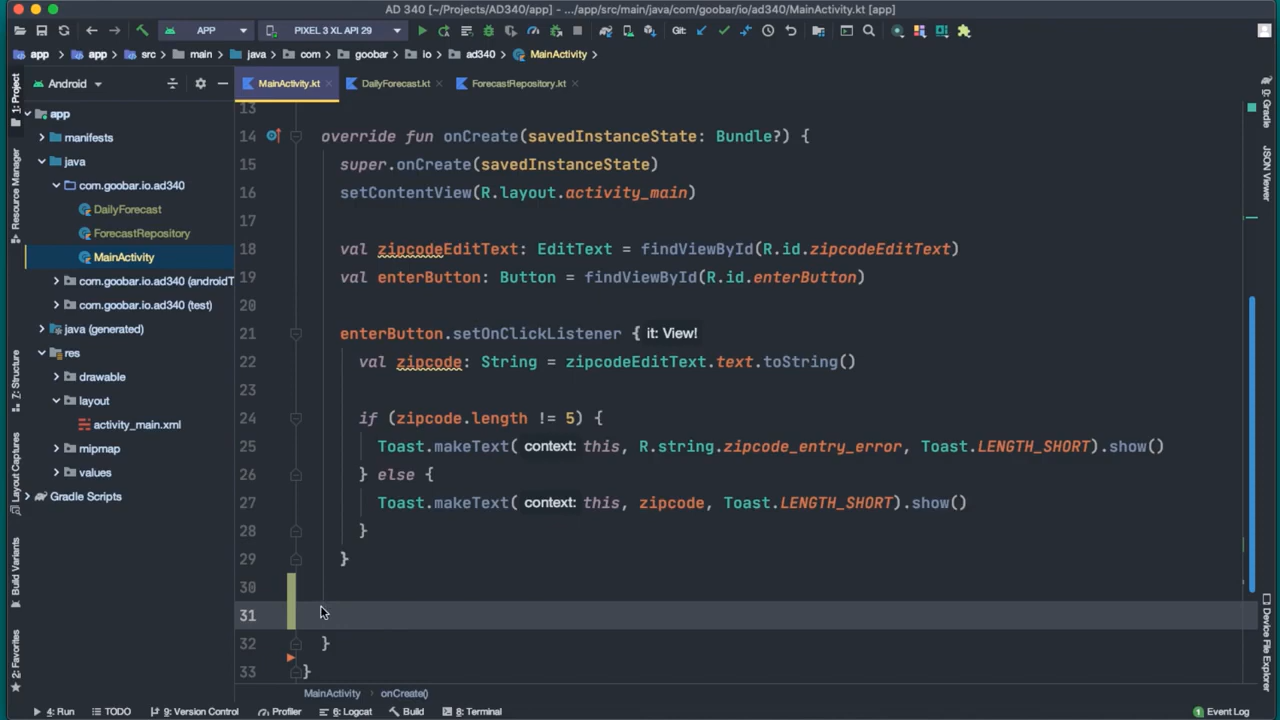 AD 340 [~/Projects/AD340/app] – .../app/src/main/java/com/goobar/io/ad340/MainActivity.kt [app]
APP
PIXEL 3 XL API 29
Git:
app
app
src
main
java
com
goobar
io
ad340
MainActivity
Android
MainActivity.kt
DailyForecast.kt
ForecastRepository.kt
1: Project
Resource Manager
Z: Structure
Layout Captures
Build Variants
2: Favorites
app
manifests
java
com.goobar.io.ad340
DailyForecast
ForecastRepository
MainActivity
com.goobar.io.ad340 (androidT
com.goobar.io.ad340 (test)
java (generated)
res
drawable
layout
activity_main.xml
mipmap
values
Gradle Scripts
13
14 override fun onCreate(savedInstanceState: Bundle?) {
15 super.onCreate(savedInstanceState)
16 setContentView(R.layout.activity_main)
17
18 val zipcodeEditText: EditText = findViewById(R.id.zipcodeEditText)
19 val enterButton: Button = findViewById(R.id.enterButton)
20
21 enterButton.setOnClickListener { it: View!
22 val zipcode: String = zipcodeEditText.text.toString()
23
24 if (zipcode.length != 5) {
25 Toast.makeText( context: this, R.string.zipcode_entry_error, Toast.LENGTH_SHORT).show()
26 } else {
27 Toast.makeText( context: this, zipcode, Toast.LENGTH_SHORT).show()
28 }
29 }
30
31
32 }
33 }
Gradle
JSON Viewer
Device File Explorer
MainActivity
onCreate()
4: Run
TODO
9: Version Control
Profiler
6: Logcat
Build
8: Terminal
Event Log